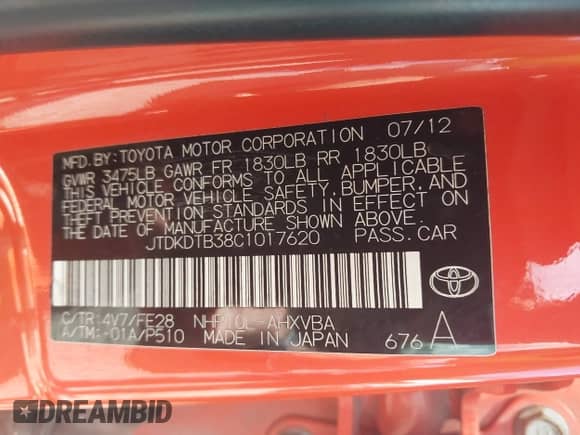 MFD.BY:TOYOTA MOTOR CORPORATION 07/12
GVWR 3475LB GAWR FR 1830LB RR 1830LB
THIS VEHICLE CONFORMS TO ALL APPLICABLE
FEDERAL MOTOR VEHICLE SAFETY,BUMPER,AND
THEFT PREVENTION STANDARDS IN EFFECT ON
THE DATE OF MANUFACTURE SHOWN ABOVE.
JTDKDTB38C1017620 PASS.CAR
C/TR:4V7/FE28 NHP10L-AHXVBA
A/TM:-01A/P510 MADE IN JAPAN 676A
DREAMBID